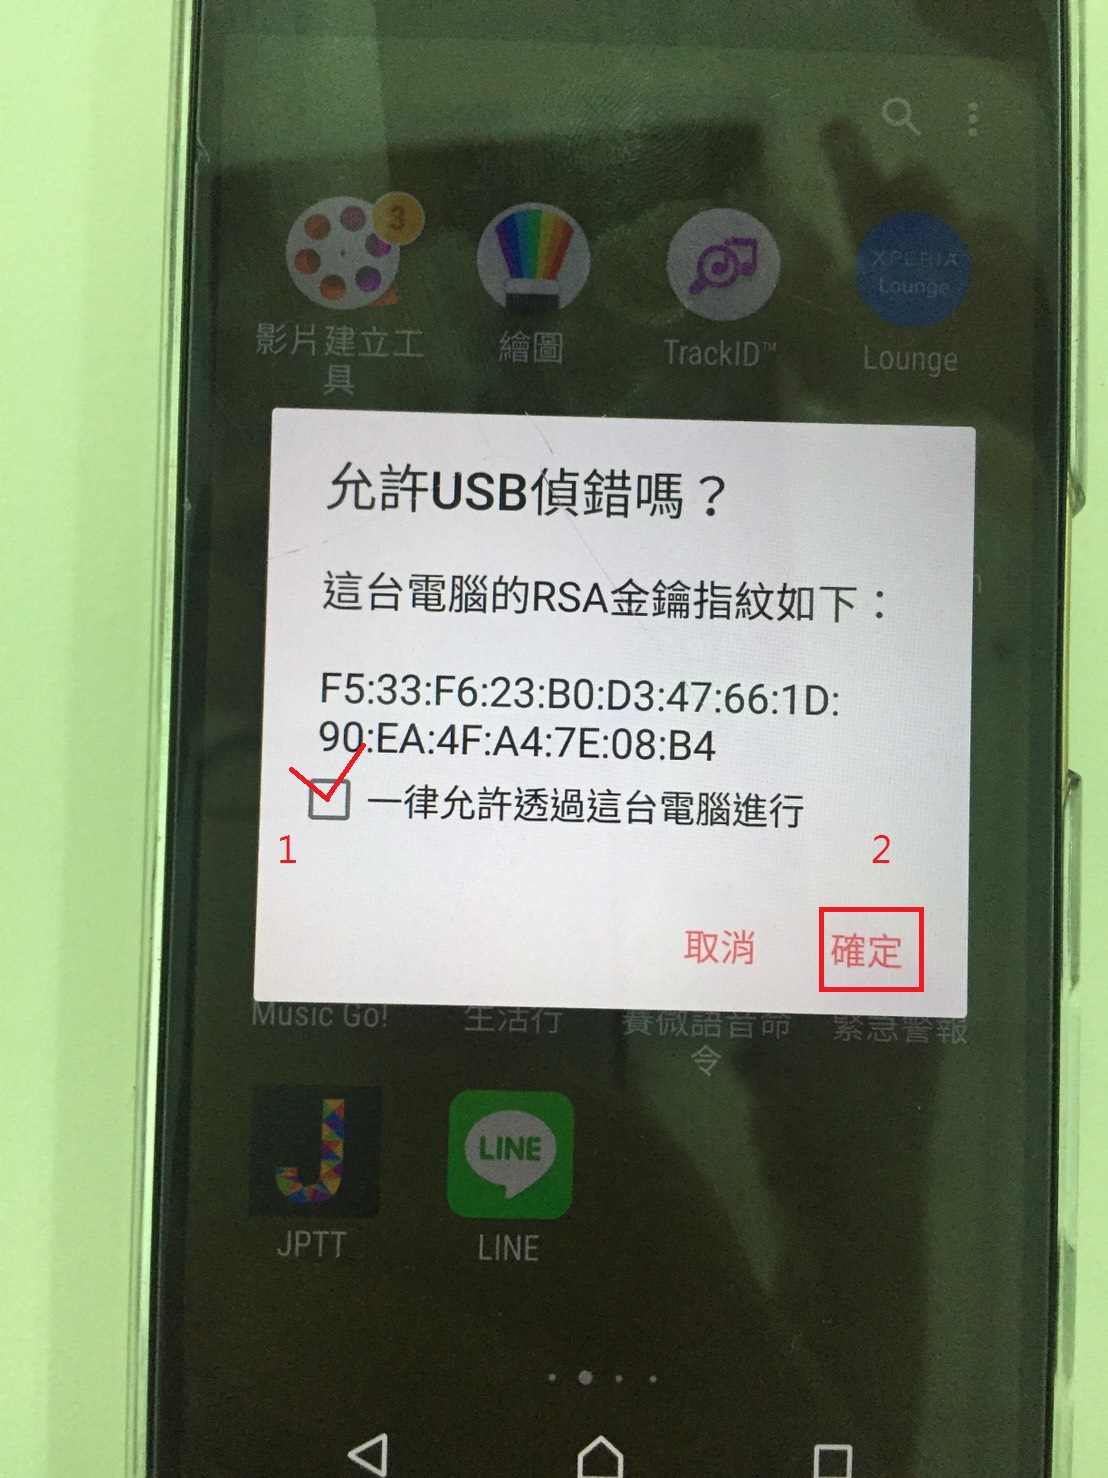 3
XPERIA
Lounge
影片建立工
具
繪圖
TrackID™
Lounge
允許USB偵錯嗎？
這台電腦的RSA金鑰指紋如下：
F5:33:F6:23:B0:D3:47:66:1D:
90:EA:4F:A4:7E:08:B4
一律允許透過這台電腦進行
1
2
取消
確定
Music Go!
生活行
賽微語音命
令
緊急警報
J
LINE
JPTT
LINE